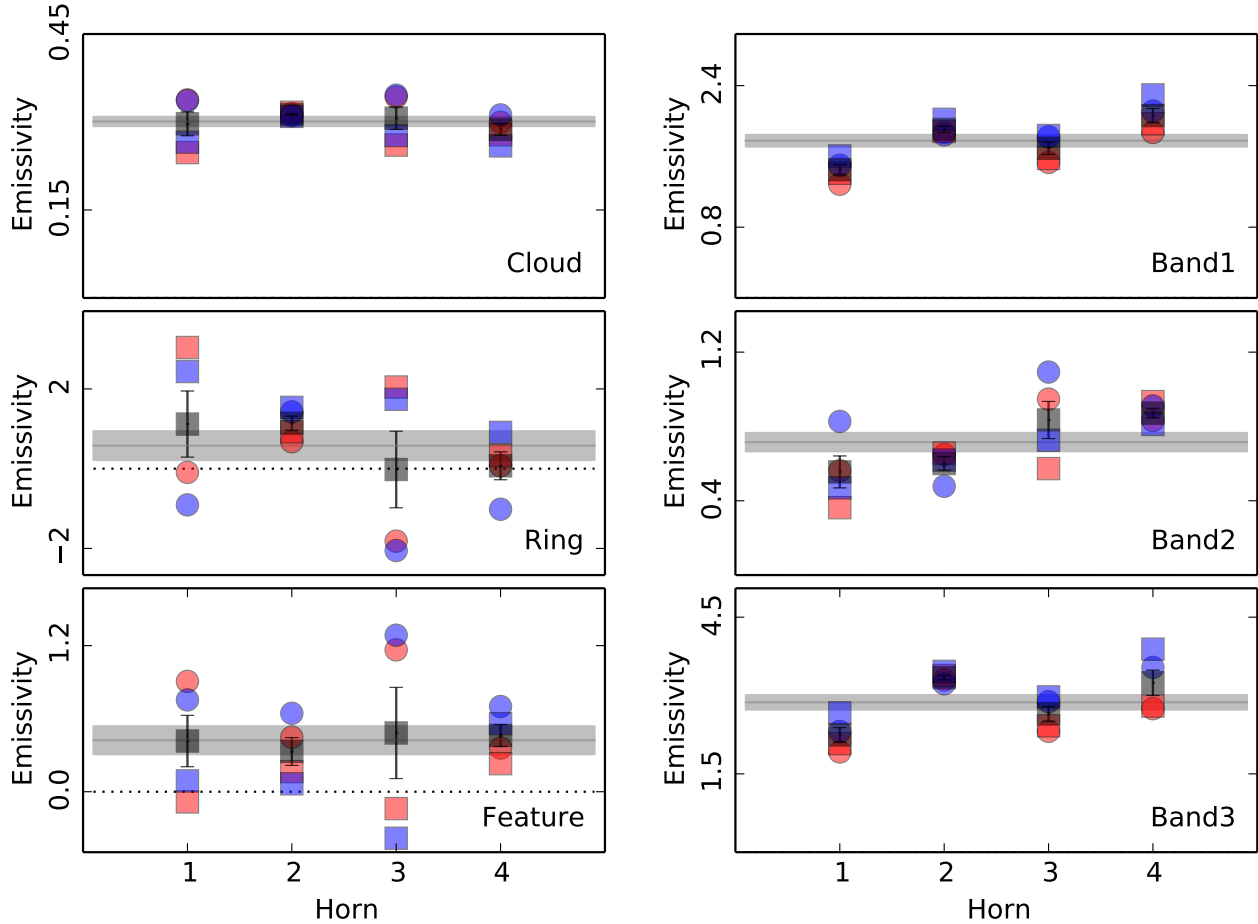 0.45
0.15
Emissivity
Cloud
2.4
0.8
Emissivity
Band1
2
−2
Emissivity
Ring
1.2
0.4
Emissivity
Band2
1.2
0.0
Emissivity
Feature
1 2 3 4
Horn
4.5
1.5
Emissivity
Band3
1 2 3 4
Horn